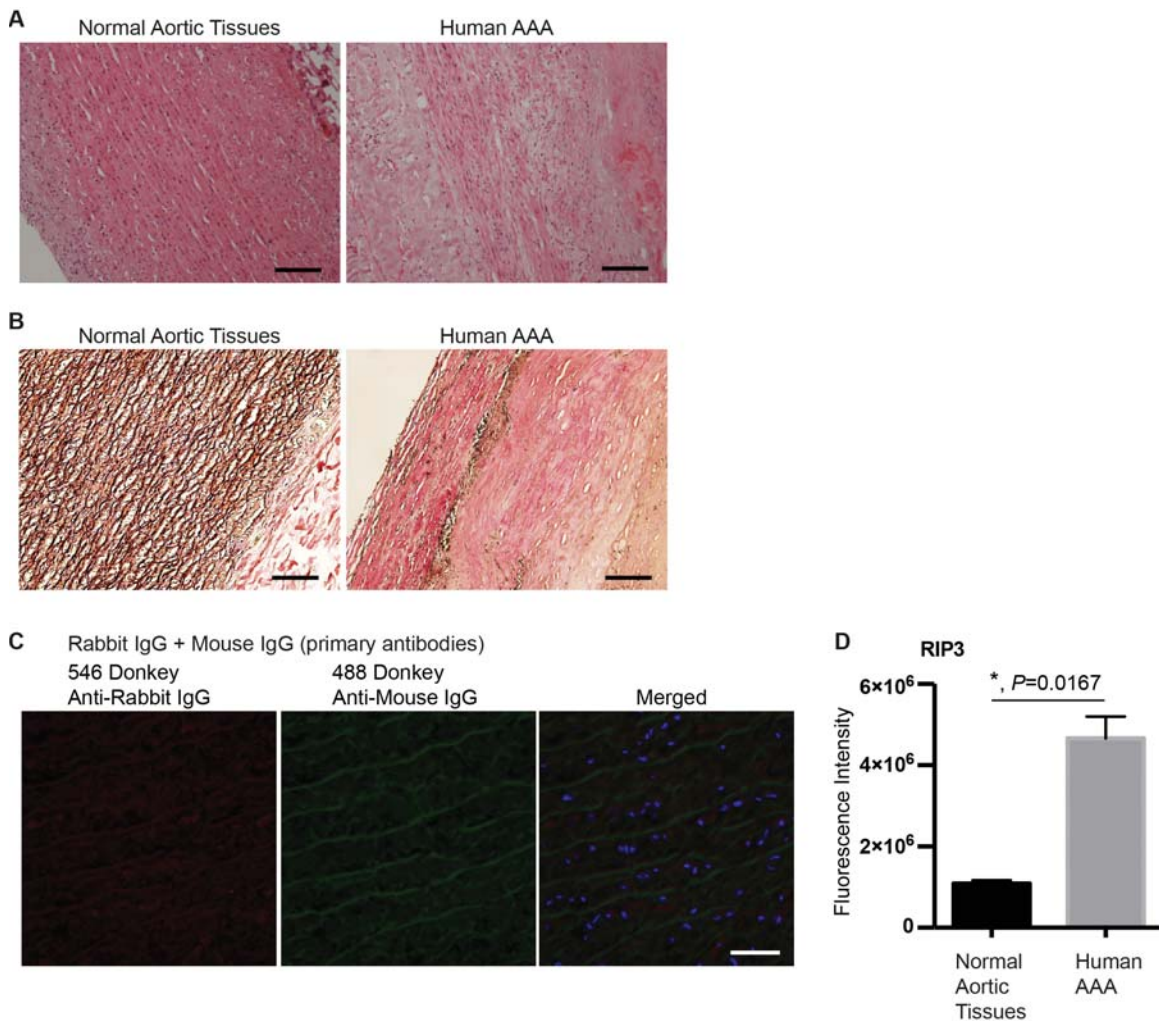 A
Normal Aortic Tissues
Human AAA
B
Normal Aortic Tissues
Human AAA
C
Rabbit IgG + Mouse IgG (primary antibodies)
546 Donkey
Anti-Rabbit IgG
488 Donkey
Anti-Mouse IgG
Merged
D
RIP3
*, P=0.0167
6×10⁶
4×10⁶
2×10⁶
0
Fluorescence Intensity
Normal
Aortic
Tissues
Human
AAA